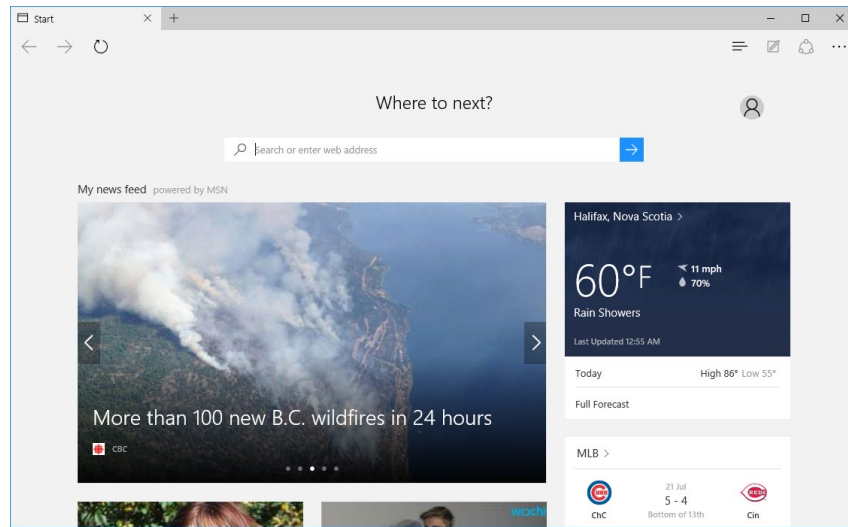 Start
Where to next?
Search or enter web address
My news feed powered by MSN
More than 100 new B.C. wildfires in 24 hours
CBC
Halifax, Nova Scotia >
60°F
11 mph
70%
Rain Showers
Last Updated 12:55 AM
Today High 86° Low 55°
Full Forecast
MLB >
21 Jul
CUBS
5 - 4
REDS
ChC
Bottom of 13th
Cin